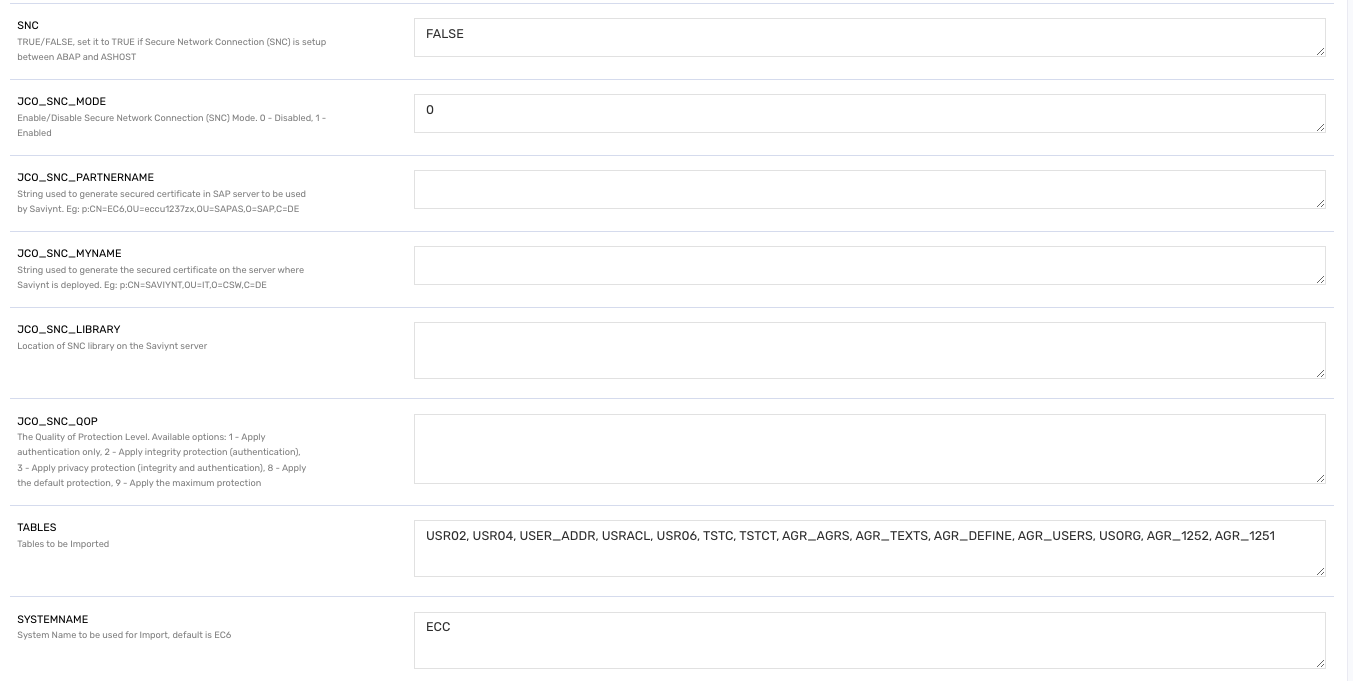 SNC
TRUE/FALSE, set it to TRUE if Secure Network Connection (SNC) is setup
between ABAP and ASHOST
FALSE
JCO_SNC_MODE
Enable/Disable Secure Network Connection (SNC) Mode. 0 - Disabled, 1 -
Enabled
0
JCO_SNC_PARTNERNAME
String used to generate secured certificate in SAP server to be used
by Saviynt. Eg: p:CN=EC6,OU=eccu1237zx,OU=SAPAS,O=SAP,C=DE
JCO_SNC_MYNAME
String used to generate the secured certificate on the server where
Saviynt is deployed. Eg: p:CN=SAVIYNT,OU=IT,O=CSW,C=DE
JCO_SNC_LIBRARY
Location of SNC library on the Saviynt server
JCO_SNC_QOP
The Quality of Protection Level. Available options: 1 - Apply
authentication only, 2 - Apply integrity protection (authentication),
3 - Apply privacy protection (integrity and authentication), 8 - Apply
the default protection, 9 - Apply the maximum protection
TABLES
Tables to be Imported
USR02, USR04, USER_ADDR, USRACL, USR06, TSTC, TSTCT, AGR_AGRS, AGR_TEXTS, AGR_DEFINE, AGR_USERS, USORG, AGR_1252, AGR_1251
SYSTEMNAME
System Name to be used for Import, default is EC6
ECC